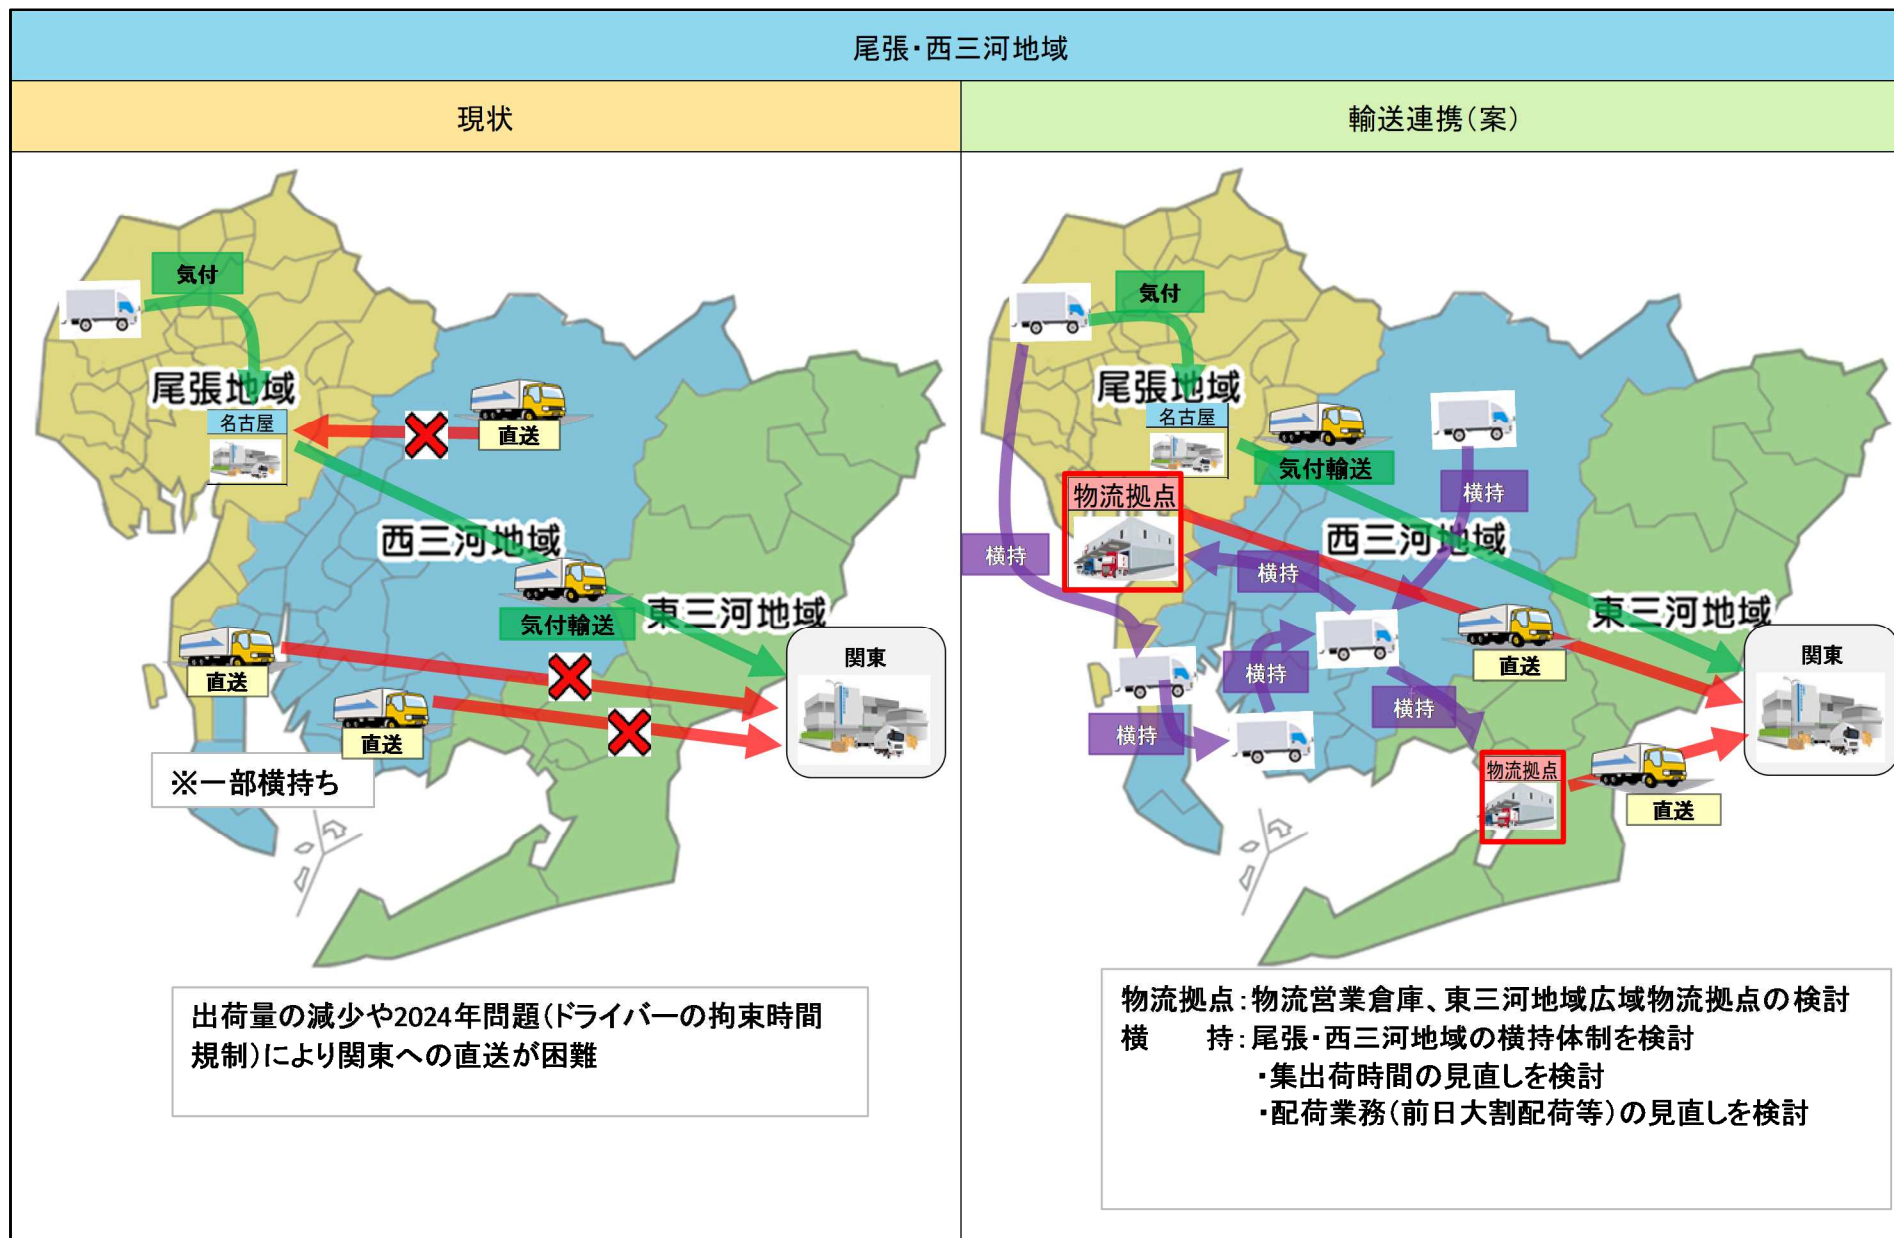 尾張・西三河地域
現状
輸送連携(案)
気付
尾張地域
名古屋
直送
西三河地域
気付輸送
東三河地域
直送
直送
関東
※一部横持ち
出荷量の減少や2024年問題(ドライバーの拘束時間
規制)により関東への直送が困難
気付
尾張地域
名古屋
気付輸送
物流拠点
横持
横持
西三河地域
横持
東三河地域
直送
関東
横持
横持
横持
物流拠点
直送
物流拠点:物流営業倉庫、東三河地域広域物流拠点の検討
横　　持:尾張・西三河地域の横持体制を検討
・集出荷時間の見直しを検討
・配荷業務(前日大割配荷等)の見直しを検討